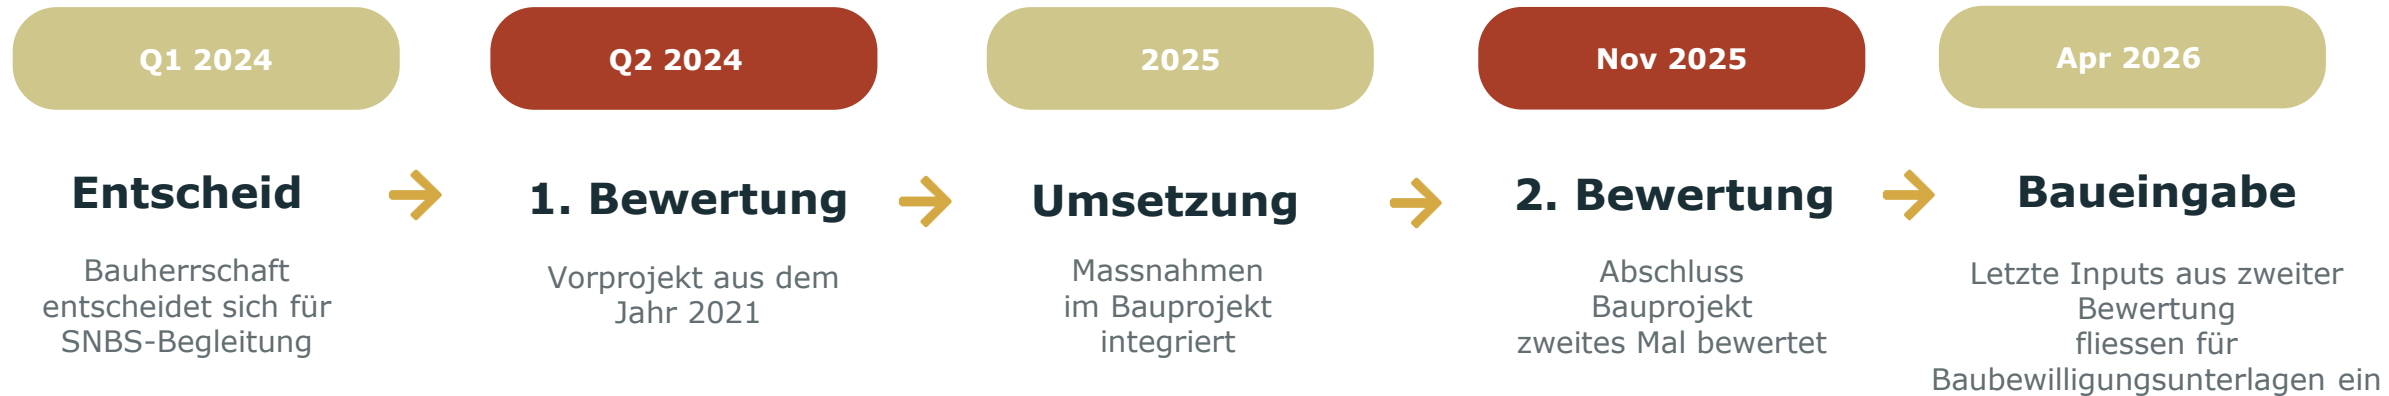 Q1 2024
Entscheid
Bauherrschaft
entscheidet sich für
SNBS-Begleitung
Q2 2024
1. Bewertung
Vorprojekt aus dem
Jahr 2021
2025
Umsetzung
Massnahmen
im Bauprojekt
integriert
Nov 2025
2. Bewertung
Abschluss
Bauprojekt
zweites Mal bewertet
Apr 2026
Baueingabe
Letzte Inputs aus zweiter
Bewertung
fliessen für
Baubewilligungsunterlagen ein